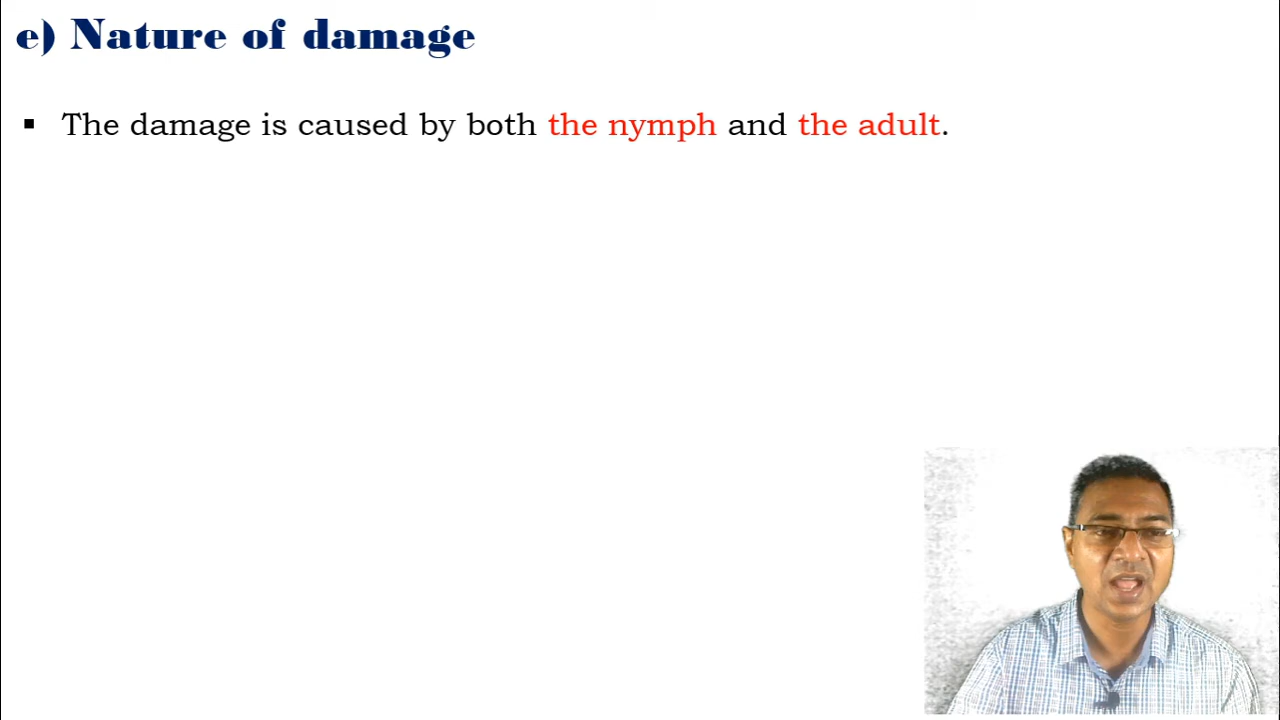 e) Nature of damage
▪ The damage is caused by both the nymph and the adult.